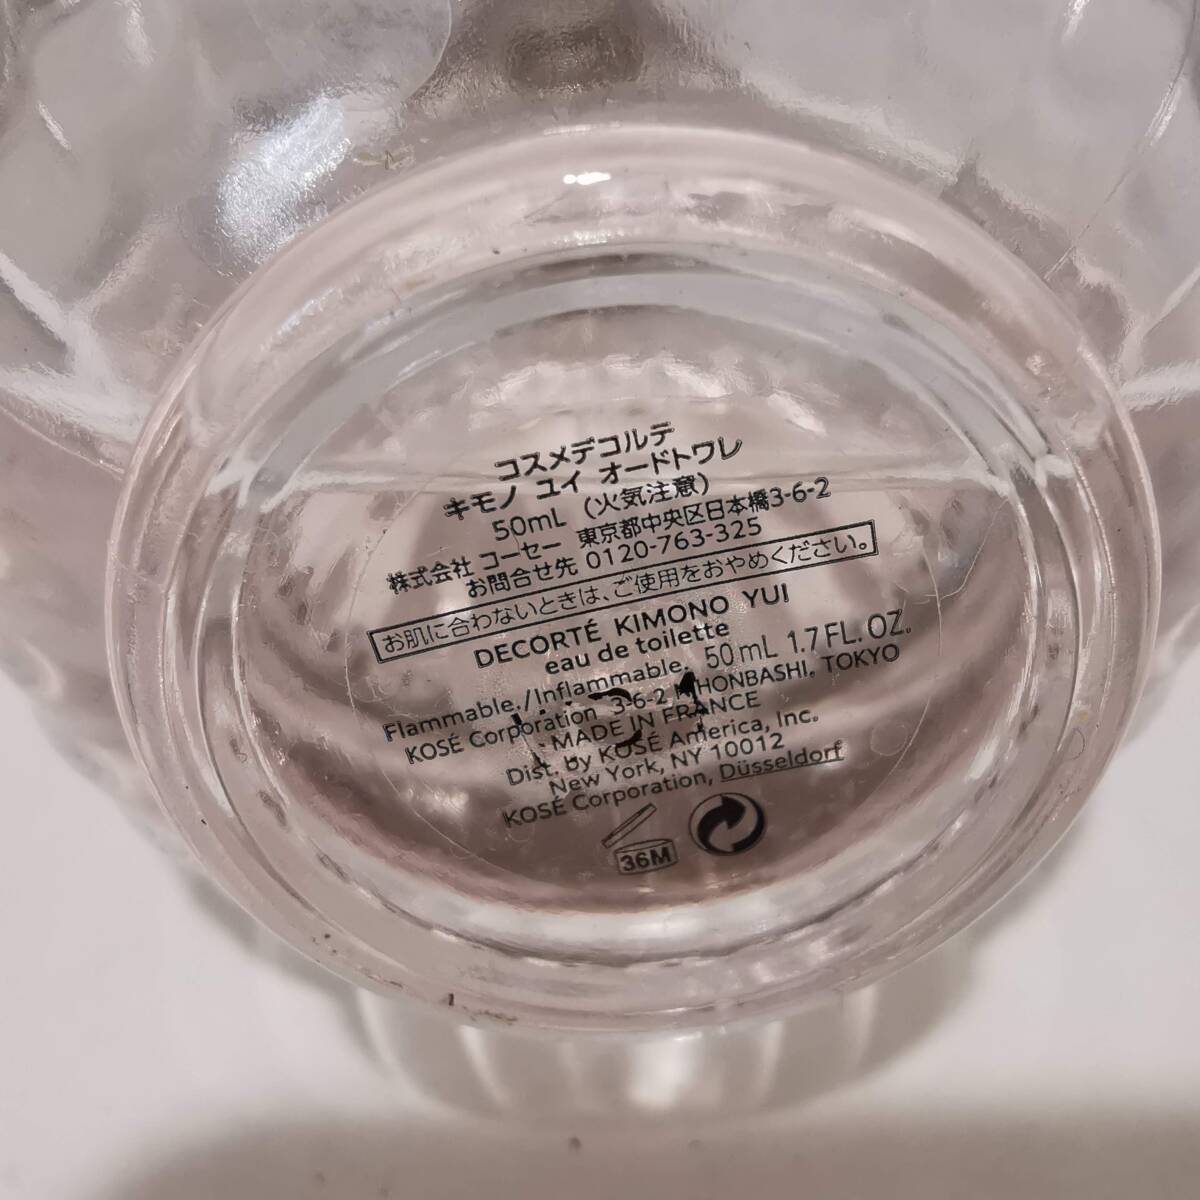 コスメデコルテ
キモノ ユイ オードトワレ
50mL (火気注意)
株式会社 コーセー 東京都中央区日本橋3-6-2
お問合せ先 0120-763-325
お肌に合わないときは、ご使用をおやめください。
DECORTÉ KIMONO YUI
eau de toilette
Flammable./Inflammable. 50mL 1.7FL. OZ.
KOSÉ Corporation 3-6-2 NIHONBASHI, TOKYO
MADE IN FRANCE
Dist. by KOSÉ America, Inc.
New York, NY 10012
KOSÉ Corporation, Düsseldorf
36M